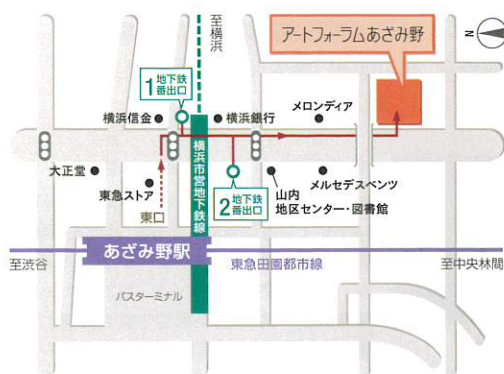 至横浜
アートフォーラムあざみ野
N
1 地下鉄
番出口
横浜信金
横浜銀行
メロンディア
大正堂
東急ストア
横浜市営地下鉄線
2 地下鉄
番出口
山内
地区センター・図書館
メルセデスベンツ
東口
あざみ野駅
至渋谷
東急田園都市線
至中央林間
バスターミナル